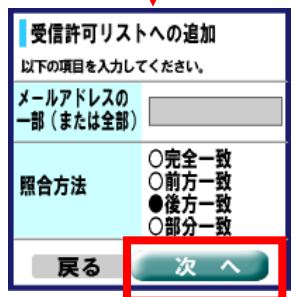 受信許可リストへの追加
以下の項目を入力してください。
メールアドレスの
一部(または全部)
照合方法
○完全一致
○前方一致
●後方一致
○部分一致
戻る
次 へ